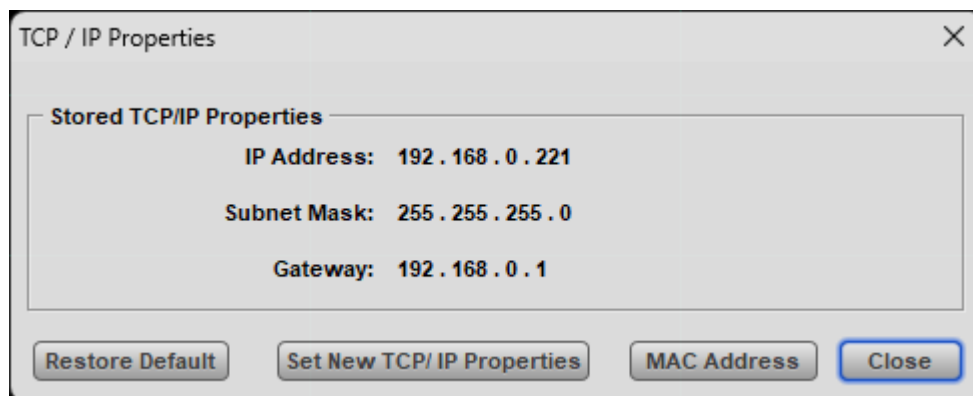 TCP / IP Properties
Stored TCP/IP Properties
IP Address: 192 . 168 . 0 . 221
Subnet Mask: 255 . 255 . 255 . 0
Gateway: 192 . 168 . 0 . 1
Restore Default Set New TCP/ IP Properties MAC Address Close